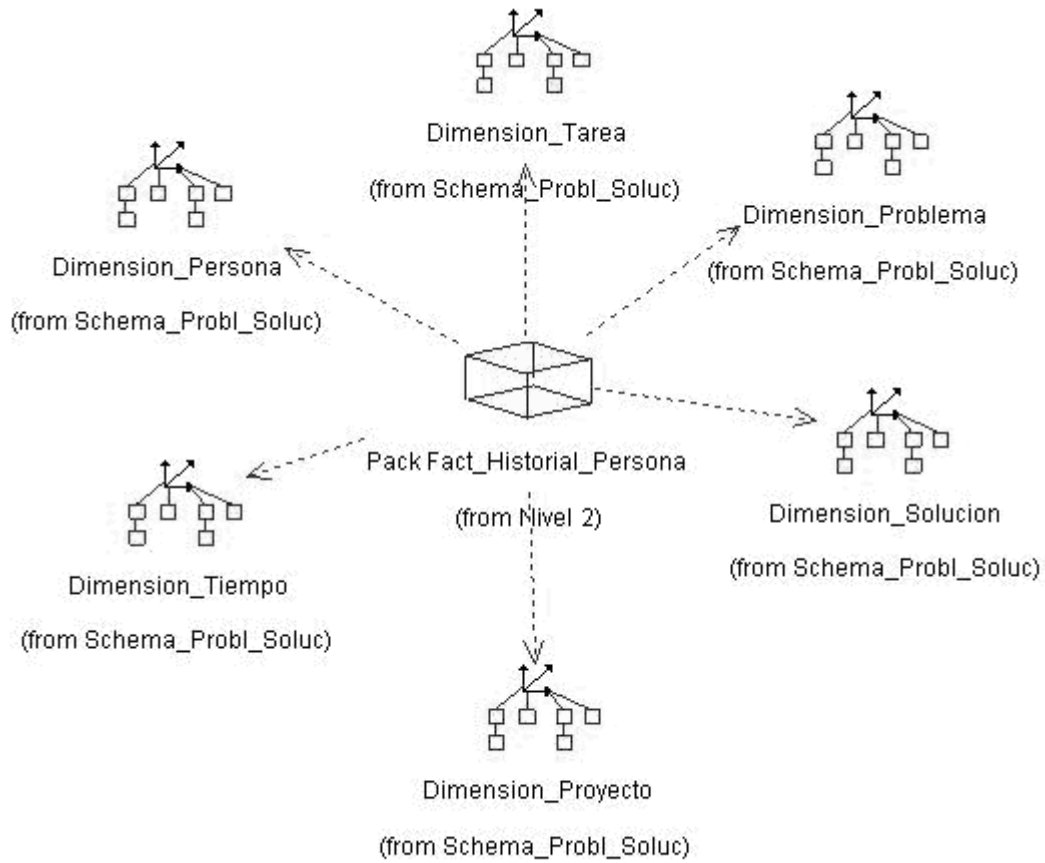 Dimension_Tarea
(from Schema_Probl_Soluc)
Dimension_Problema
(from Schema_Probl_Soluc)
Dimension_Persona
(from Schema_Probl_Soluc)
Pack Fact_Historial_Persona
(from Nivel 2)
Dimension_Solucion
(from Schema_Probl_Soluc)
Dimension_Tiempo
(from Schema_Probl_Soluc)
Dimension_Proyecto
(from Schema_Probl_Soluc)